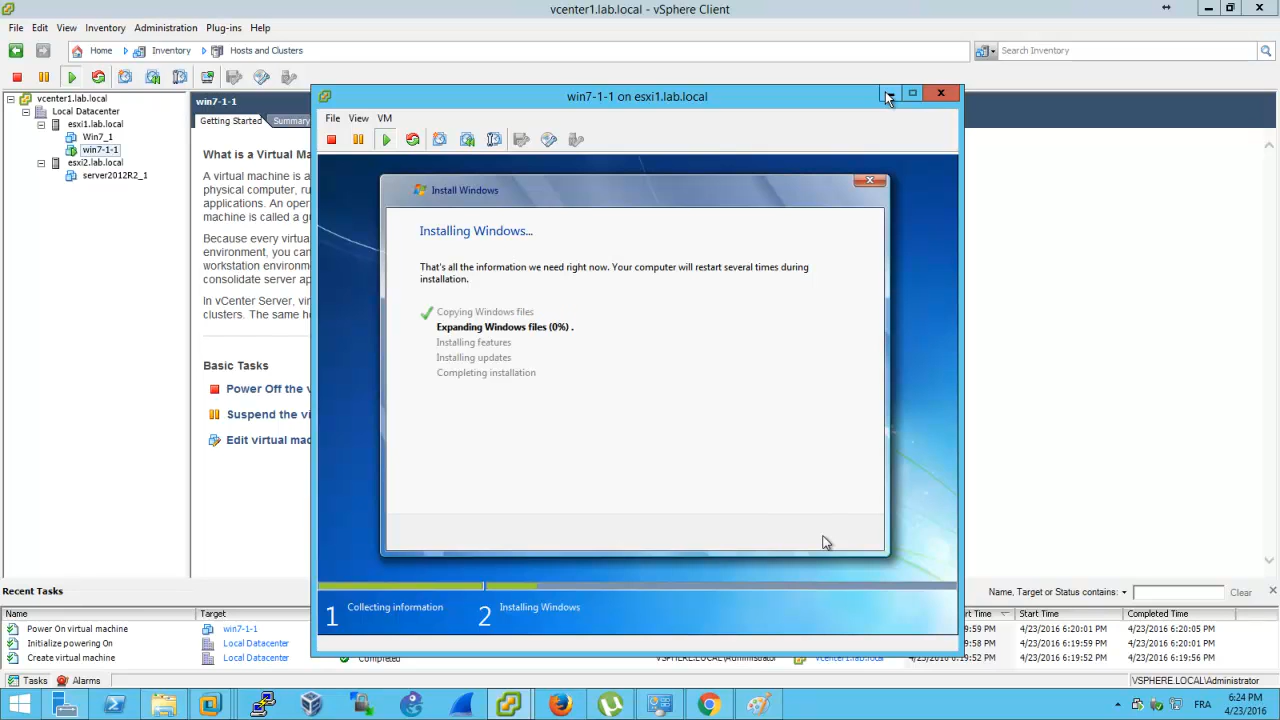 vcenter1.lab.local - vSphere Client
File Edit View Inventory Administration Plug-ins Help
Home Inventory Hosts and Clusters
Search Inventory
vcenter1.lab.local
Local Datacenter
esxi1.lab.local
Win7_1
win7-1-1
esxi2.lab.local
server2012R2_1
win7-1-1
Getting Started Summary
What is a Virtual Ma
A virtual machine is a
physical computer, ru
applications. An oper
machine is called a g
Because every virtua
environment, you can
workstation environm
consolidate server ap
In vCenter Server, vir
clusters. The same ho
Basic Tasks
Power Off the v
Suspend the vi
Edit virtual mac
win7-1-1 on esxi1.lab.local
File View VM
Install Windows
Installing Windows...
That's all the information we need right now. Your computer will restart several times during
installation.
Copying Windows files
Expanding Windows files (0%) .
Installing features
Installing updates
Completing installation
1 Collecting information 2 Installing Windows
Recent Tasks
Name, Target or Status contains: Clear
Name Target Start Time Completed Time
Power On virtual machine win7-1-1 :59 PM 4/23/2016 6:20:01 PM 4/23/2016 6:20:05 PM
Initialize powering On Local Datacenter :59 PM 4/23/2016 6:20:01 PM 4/23/2016 6:20:01 PM
Create virtual machine Local Datacenter Completed VSPHERE.LOCAL\Administrator vcenter1.lab.local 4/23/2016 6:19:52 PM 4/23/2016 6:19:56 PM
Tasks Alarms
VSPHERE.LOCAL\Administrator
FRA
6:24 PM
4/23/2016